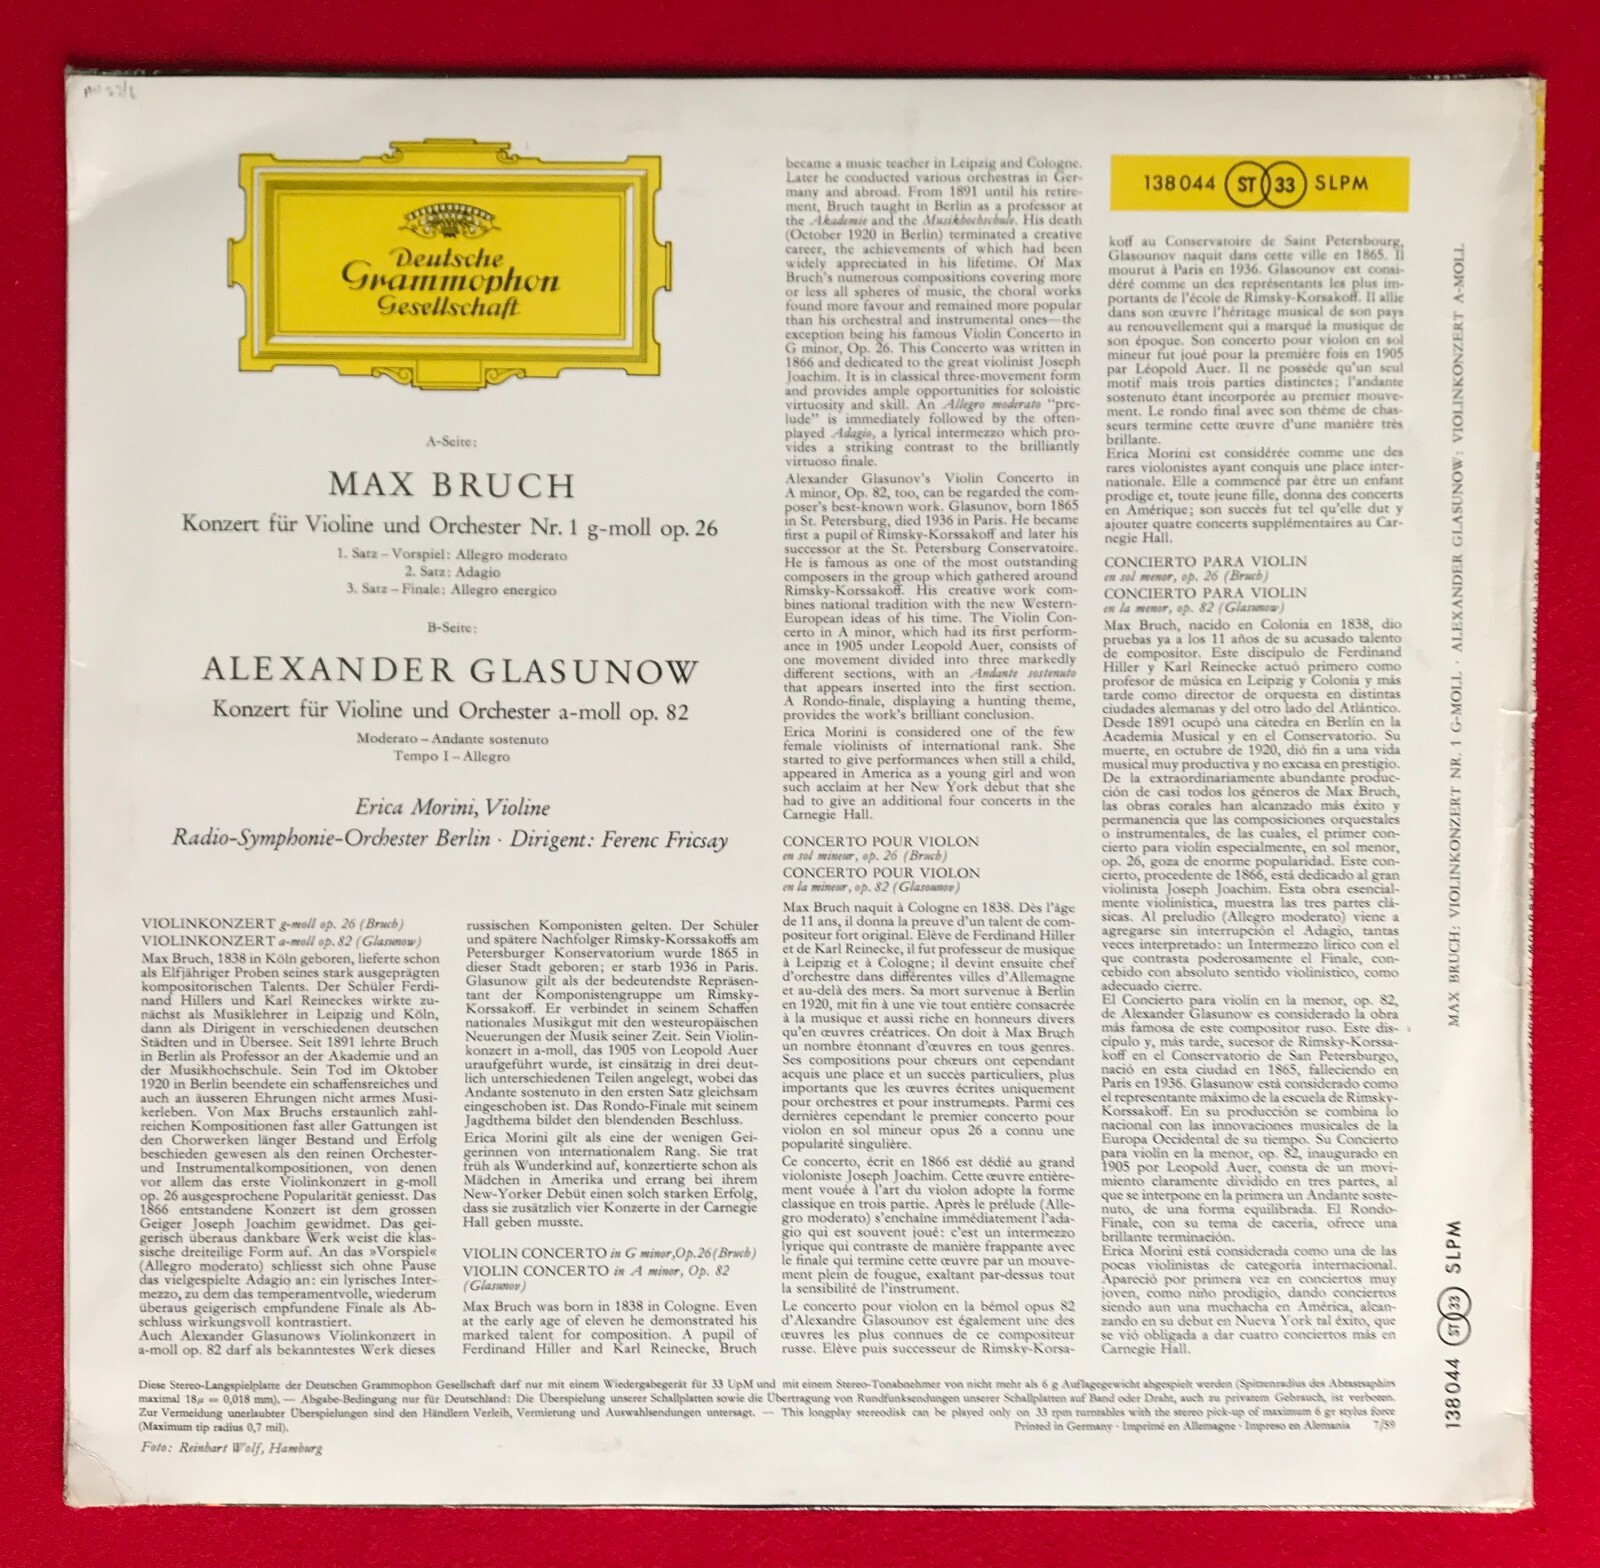 Deutsche
Grammophon
Gesellschaft
A-Seite:
MAX BRUCH
Konzert für Violine und Orchester Nr. 1 g-moll op. 26
1. Satz – Vorspiel: Allegro moderato
2. Satz: Adagio
3. Satz – Finale: Allegro energico
B-Seite:
ALEXANDER GLASUNOW
Konzert für Violine und Orchester a-moll op. 82
Moderato – Andante sostenuto
Tempo I – Allegro
Erica Morini, Violine
Radio-Symphonie-Orchester Berlin · Dirigent: Ferenc Fricsay
VIOLINKONZERT g-moll op. 26 (Bruch)
VIOLINKONZERT a-moll op. 82 (Glasunow)
Max Bruch, 1838 in Köln geboren, lieferte schon
als Elfjähriger Proben seines stark ausgeprägten
kompositorischen Talents. Der Schüler Ferdi-
nand Hillers und Karl Reineckes wirkte zu-
nächst als Musiklehrer in Leipzig und Köln,
dann als Dirigent in verschiedenen deutschen
Städten und in Übersee. Seit 1891 lehrte Bruch
in Berlin als Professor an der Akademie und an
der Musikhochschule. Sein Tod im Oktober
1920 in Berlin beendete ein schaffensreiches und
auch an äusseren Ehrungen nicht armes Musi-
kerleben. Von Max Bruchs erstaunlich zahl-
reichen Kompositionen fast aller Gattungen ist
den Chorwerken länger Bestand und Erfolg
beschieden gewesen als den reinen Orchester-
und Instrumentalkompositionen, von denen
vor allem das erste Violinkonzert in g-moll
op. 26 ausgesprochene Popularität geniesst. Das
1866 entstandene Konzert ist dem grossen
Geiger Joseph Joachim gewidmet. Das gei-
gerisch überaus dankbare Werk weist die klas-
sische dreiteilige Form auf. An das »Vorspiel«
(Allegro moderato) schliesst sich ohne Pause
das vielgespielte Adagio an: ein lyrisches Inter-
mezzo, zu dem das temperamentvolle, wiederum
überaus geigerisch empfundene Finale als Ab-
schluss wirkungsvoll kontrastiert.
Auch Alexander Glasunows Violinkonzert in
a-moll op. 82 darf als bekanntestes Werk dieses
russischen Komponisten gelten. Der Schüler
und spätere Nachfolger Rimsky-Korssakoffs am
Petersburger Konservatorium wurde 1865 in
dieser Stadt geboren; er starb 1936 in Paris.
Glasunow gilt als der bedeutendste Repräsen-
tant der Komponistengruppe um Rimsky-
Korssakoff. Er verbindet in seinem Schaffen
nationales Musikgut mit den westeuropäischen
Neuerungen der Musik seiner Zeit. Sein Violin-
konzert in a-moll, das 1905 von Leopold Auer
uraufgeführt wurde, ist einsätzig in drei deut-
lich unterschiedenen Teilen angelegt, wobei das
Andante sostenuto in den ersten Satz gleichsam
eingeschoben ist. Das Rondo-Finale mit seinem
Jagdthema bildet den blendenden Beschluss.
Erica Morini gilt als eine der wenigen Gei-
gerinnen von internationalem Rang. Sie trat
früh als Wunderkind auf, konzertierte schon als
Mädchen in Amerika und errang bei ihrem
New-Yorker Debüt einen solch starken Erfolg,
dass sie zusätzlich vier Konzerte in der Carnegie
Hall geben musste.
VIOLIN CONCERTO in G minor, Op. 26 (Bruch)
VIOLIN CONCERTO in A minor, Op. 82
(Glasunov)
Max Bruch was born in 1838 in Cologne. Even
at the early age of eleven he demonstrated his
marked talent for composition. A pupil of
Ferdinand Hiller and Karl Reinecke, Bruch
became a music teacher in Leipzig and Cologne.
Later he conducted various orchestras in Ger-
many and abroad. From 1891 until his retire-
ment, Bruch taught in Berlin as a professor at
the Akademie and the Musikhochschule. His death
(October 1920 in Berlin) terminated a creative
career, the achievements of which had been
widely appreciated in his lifetime. Of Max
Bruch's numerous compositions covering more
or less all spheres of music, the choral works
found more favour and remained more popular
than his orchestral and instrumental ones—the
exception being his famous Violin Concerto in
G minor, Op. 26. This Concerto was written in
1866 and dedicated to the great violinist Joseph
Joachim. It is in classical three-movement form
and provides ample opportunities for soloistic
virtuosity and skill. An Allegro moderato "pre-
lude" is immediately followed by the often-
played Adagio, a lyrical intermezzo which pro-
vides a striking contrast to the brilliantly
virtuoso finale.
Alexander Glasunov's Violin Concerto in
A minor, Op. 82, too, can be regarded the com-
poser's best-known work. Glasunov, born 1865
in St. Petersburg, died 1936 in Paris. He became
first a pupil of Rimsky-Korssakoff and later his
successor at the St. Petersburg Conservatoire.
He is famous as one of the most outstanding
composers in the group which gathered around
Rimsky-Korssakoff. His creative work com-
bines national tradition with the new Western-
European ideas of his time. The Violin Con-
certo in A minor, which had its first perform-
ance in 1905 under Leopold Auer, consists of
one movement divided into three markedly
different sections, with an Andante sostenuto
that appears inserted into the first section.
A Rondo-finale, displaying a hunting theme,
provides the work's brilliant conclusion.
Erica Morini is considered one of the few
female violinists of international rank. She
started to give performances when still a child,
appeared in America as a young girl and won
such acclaim at her New York debut that she
had to give an additional four concerts in the
Carnegie Hall.
CONCERTO POUR VIOLON
en sol mineur, op. 26 (Bruch)
CONCERTO POUR VIOLON
en la mineur, op. 82 (Glasounov)
Max Bruch naquit à Cologne en 1838. Dès l'âge
de 11 ans, il donna la preuve d'un talent de com-
positeur fort original. Elève de Ferdinand Hiller
et de Karl Reinecke, il fut professeur de musique
à Leipzig et à Cologne; il devint ensuite chef
d'orchestre dans différentes villes d'Allemagne
et au-delà des mers. Sa mort survenue à Berlin
en 1920, mit fin à une vie tout entière consacrée
à la musique et aussi riche en honneurs divers
qu'en œuvres créatrices. On doit à Max Bruch
un nombre étonnant d'œuvres en tous genres.
Ses compositions pour chœurs ont cependant
acquis une place et un succès particuliers, plus
importants que les œuvres écrites uniquement
pour orchestres et pour instruments. Parmi ces
dernières cependant le premier concerto pour
violon en sol mineur opus 26 a connu une
popularité singulière.
Ce concerto, écrit en 1866 est dédié au grand
violoniste Joseph Joachim. Cette œuvre entière-
ment vouée à l'art du violon adopte la forme
classique en trois partie. Après le prélude (Alle-
gro moderato) s'enchaîne immédiatement l'ada-
gio qui est souvent joué: c'est un intermezzo
lyrique qui contraste de manière frappante avec
le finale qui termine cette œuvre par un mouve-
ment plein de fougue, exaltant par-dessus tout
la sensibilité de l'instrument.
Le concerto pour violon en la bémol opus 82
d'Alexandre Glasounov est également une des
œuvres les plus connues de ce compositeur
russe. Elève puis successeur de Rimsky-Korsa-
138 044 ST 33 SLPM
koff au Conservatoire de Saint Petersbourg,
Glasounov naquit dans cette ville en 1865. Il
mourut à Paris en 1936. Glasounov est consi-
déré comme un des représentants les plus im-
portants de l'école de Rimsky-Korsakoff. Il allie
dans son œuvre l'héritage musical de son pays
au renouvellement qui a marqué la musique de
son époque. Son concerto pour violon en sol
mineur fut joué pour la première fois en 1905
par Léopold Auer. Il ne possède qu'un seul
motif mais trois parties distinctes; l'andante
sostenuto étant incorporée au premier mouve-
ment. Le rondo final avec son thème de chas-
seurs termine cette œuvre d'une manière très
brillante.
Erica Morini est considérée comme une des
rares violonistes ayant conquis une place inter-
nationale. Elle a commencé par être un enfant
prodige et, toute jeune fille, donna des concerts
en Amérique; son succès fut tel qu'elle dut y
ajouter quatre concerts supplémentaires au Car-
negie Hall.
CONCIERTO PARA VIOLIN
en sol menor, op. 26 (Bruch)
CONCIERTO PARA VIOLIN
en la menor, op. 82 (Glasunow)
Max Bruch, nacido en Colonia en 1838, dio
pruebas ya a los 11 años de su acusado talento
de compositor. Este discípulo de Ferdinand
Hiller y Karl Reinecke actuó primero como
profesor de música en Leipzig y Colonia y más
tarde como director de orquesta en distintas
ciudades alemanas y del otro lado del Atlántico.
Desde 1891 ocupó una cátedra en Berlín en la
Academia Musical y en el Conservatorio. Su
muerte, en octubre de 1920, dió fin a una vida
musical muy productiva y no excasa en prestigio.
De la extraordinariamente abundante produc-
ción de casi todos los géneros de Max Bruch,
las obras corales han alcanzado más éxito y
permanencia que las composiciones orquestales
o instrumentales, de las cuales, el primer con-
cierto para violín especialmente, en sol menor,
op. 26, goza de enorme popularidad. Este con-
cierto, procedente de 1866, está dedicado al gran
violinista Joseph Joachim. Esta obra esencial-
mente violinística, muestra las tres partes clá-
sicas. Al preludio (Allegro moderato) viene a
agregarse sin interrupción el Adagio, tantas
veces interpretado: un Intermezzo lírico con el
que contrasta poderosamente el Finale, con-
cebido con absoluto sentido violinístico, como
adecuado cierre.
El Concierto para violín en la menor, op. 82,
de Alexander Glasunow es considerado la obra
más famosa de este compositor ruso. Este dis-
cípulo y, más tarde, sucesor de Rimsky-Korssa-
koff en el Conservatorio de San Petersburgo,
nació en esta ciudad en 1865, falleciendo en
París en 1936. Glasunow está considerado como
el representante máximo de la escuela de Rimsky-
Korssakoff. En su producción se combina lo
nacional con las innovaciones musicales de la
Europa Occidental de su tiempo. Su Concierto
para violín en la menor, op. 82, inaugurado en
1905 por Leopold Auer, consta de un movi-
miento claramente dividido en tres partes, al
que se interpone en la primera un Andante soste-
nuto, de una forma equilibrada. El Rondo-
Finale, con su tema de caceria, ofrece una
brillante terminación.
Erica Morini está considerada como una de las
pocas violinistas de categoría internacional.
Apareció por primera vez en conciertos muy
joven, como niño prodigio, dando conciertos
siendo aun una muchacha en América, alcan-
zando en su debut en Nueva York tal éxito, que
se vió obligada a dar cuatro conciertos más en
Carnegie Hall.
MAX BRUCH: VIOLINKONZERT NR. 1 G-MOLL · ALEXANDER GLASUNOW: VIOLINKONZERT A-MOLL
138 044 ST 33 SLPM
Diese Stereo-Langspielplatte der Deutschen Grammophon Gesellschaft darf nur mit einem Wiedergabegerät für 33 UpM und mit einem Stereo-Tonabnehmer von nicht mehr als 6 g Auflagegewicht abgespielt werden (Spitzenradius des Abtastsaphirs
maximal 18μ = 0,018 mm). — Abgabe-Bedingung nur für Deutschland: Die Überspielung unserer Schallplatten sowie die Übertragung von Rundfunksendungen unserer Schallplatten auf Band oder Draht, auch zu privatem Gebrauch, ist verboten.
Zur Vermeidung unerlaubter Überspielungen sind den Händlern Verleih, Vermierung und Auswahlsendungen untersagt. — This longplay stereodisk can be played only on 33 rpm turntables with the stereo pick-up of maximum 6 gr stylus force
(Maximum tip radius 0,7 mil).
Printed in Germany · Imprimé en Allemagne · Impreso en Alemania 7/59
Foto: Reinhart Wolf, Hamburg